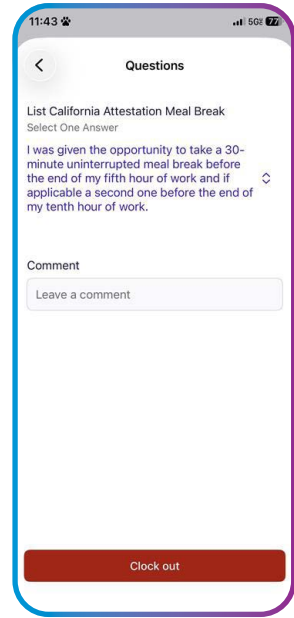 11:43
5GE 77
Questions
List California Attestation Meal Break
Select One Answer
I was given the opportunity to take a 30-
minute uninterrupted meal break before
the end of my fifth hour of work and if
applicable a second one before the end of
my tenth hour of work.
Comment
Leave a comment
Clock out